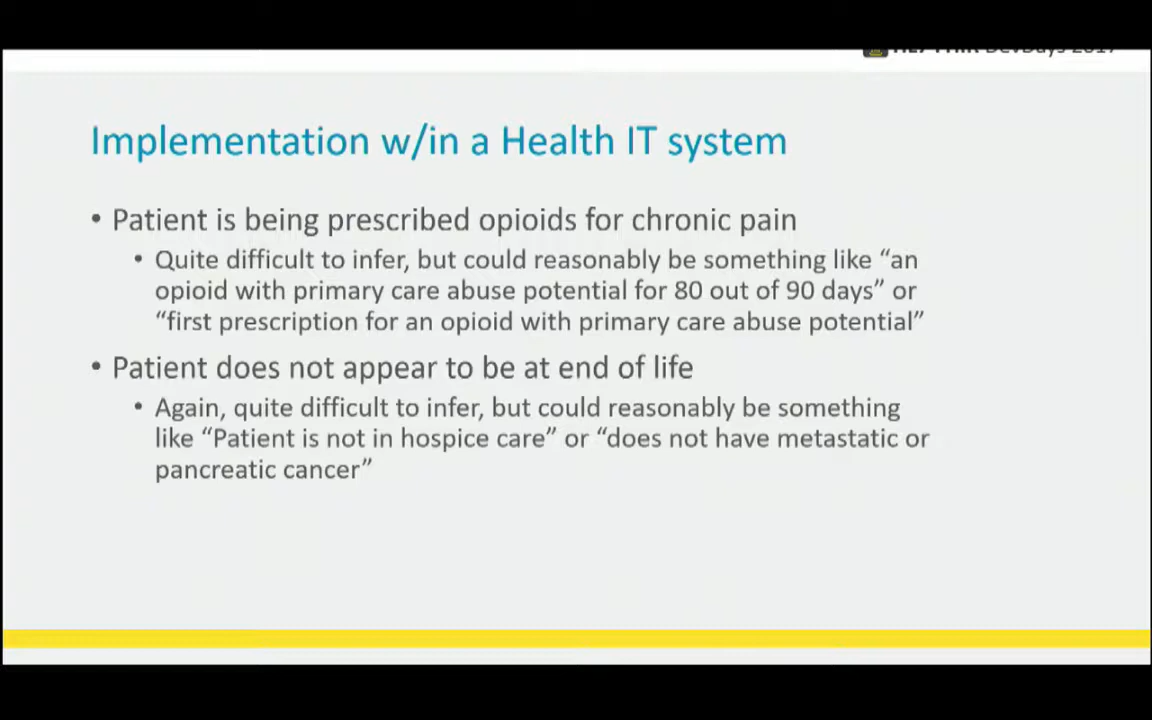 DevDays 2017
Implementation w/in a Health IT system
• Patient is being prescribed opioids for chronic pain
• Quite difficult to infer, but could reasonably be something like “an
opioid with primary care abuse potential for 80 out of 90 days” or
“first prescription for an opioid with primary care abuse potential”
• Patient does not appear to be at end of life
• Again, quite difficult to infer, but could reasonably be something
like “Patient is not in hospice care” or “does not have metastatic or
pancreatic cancer”